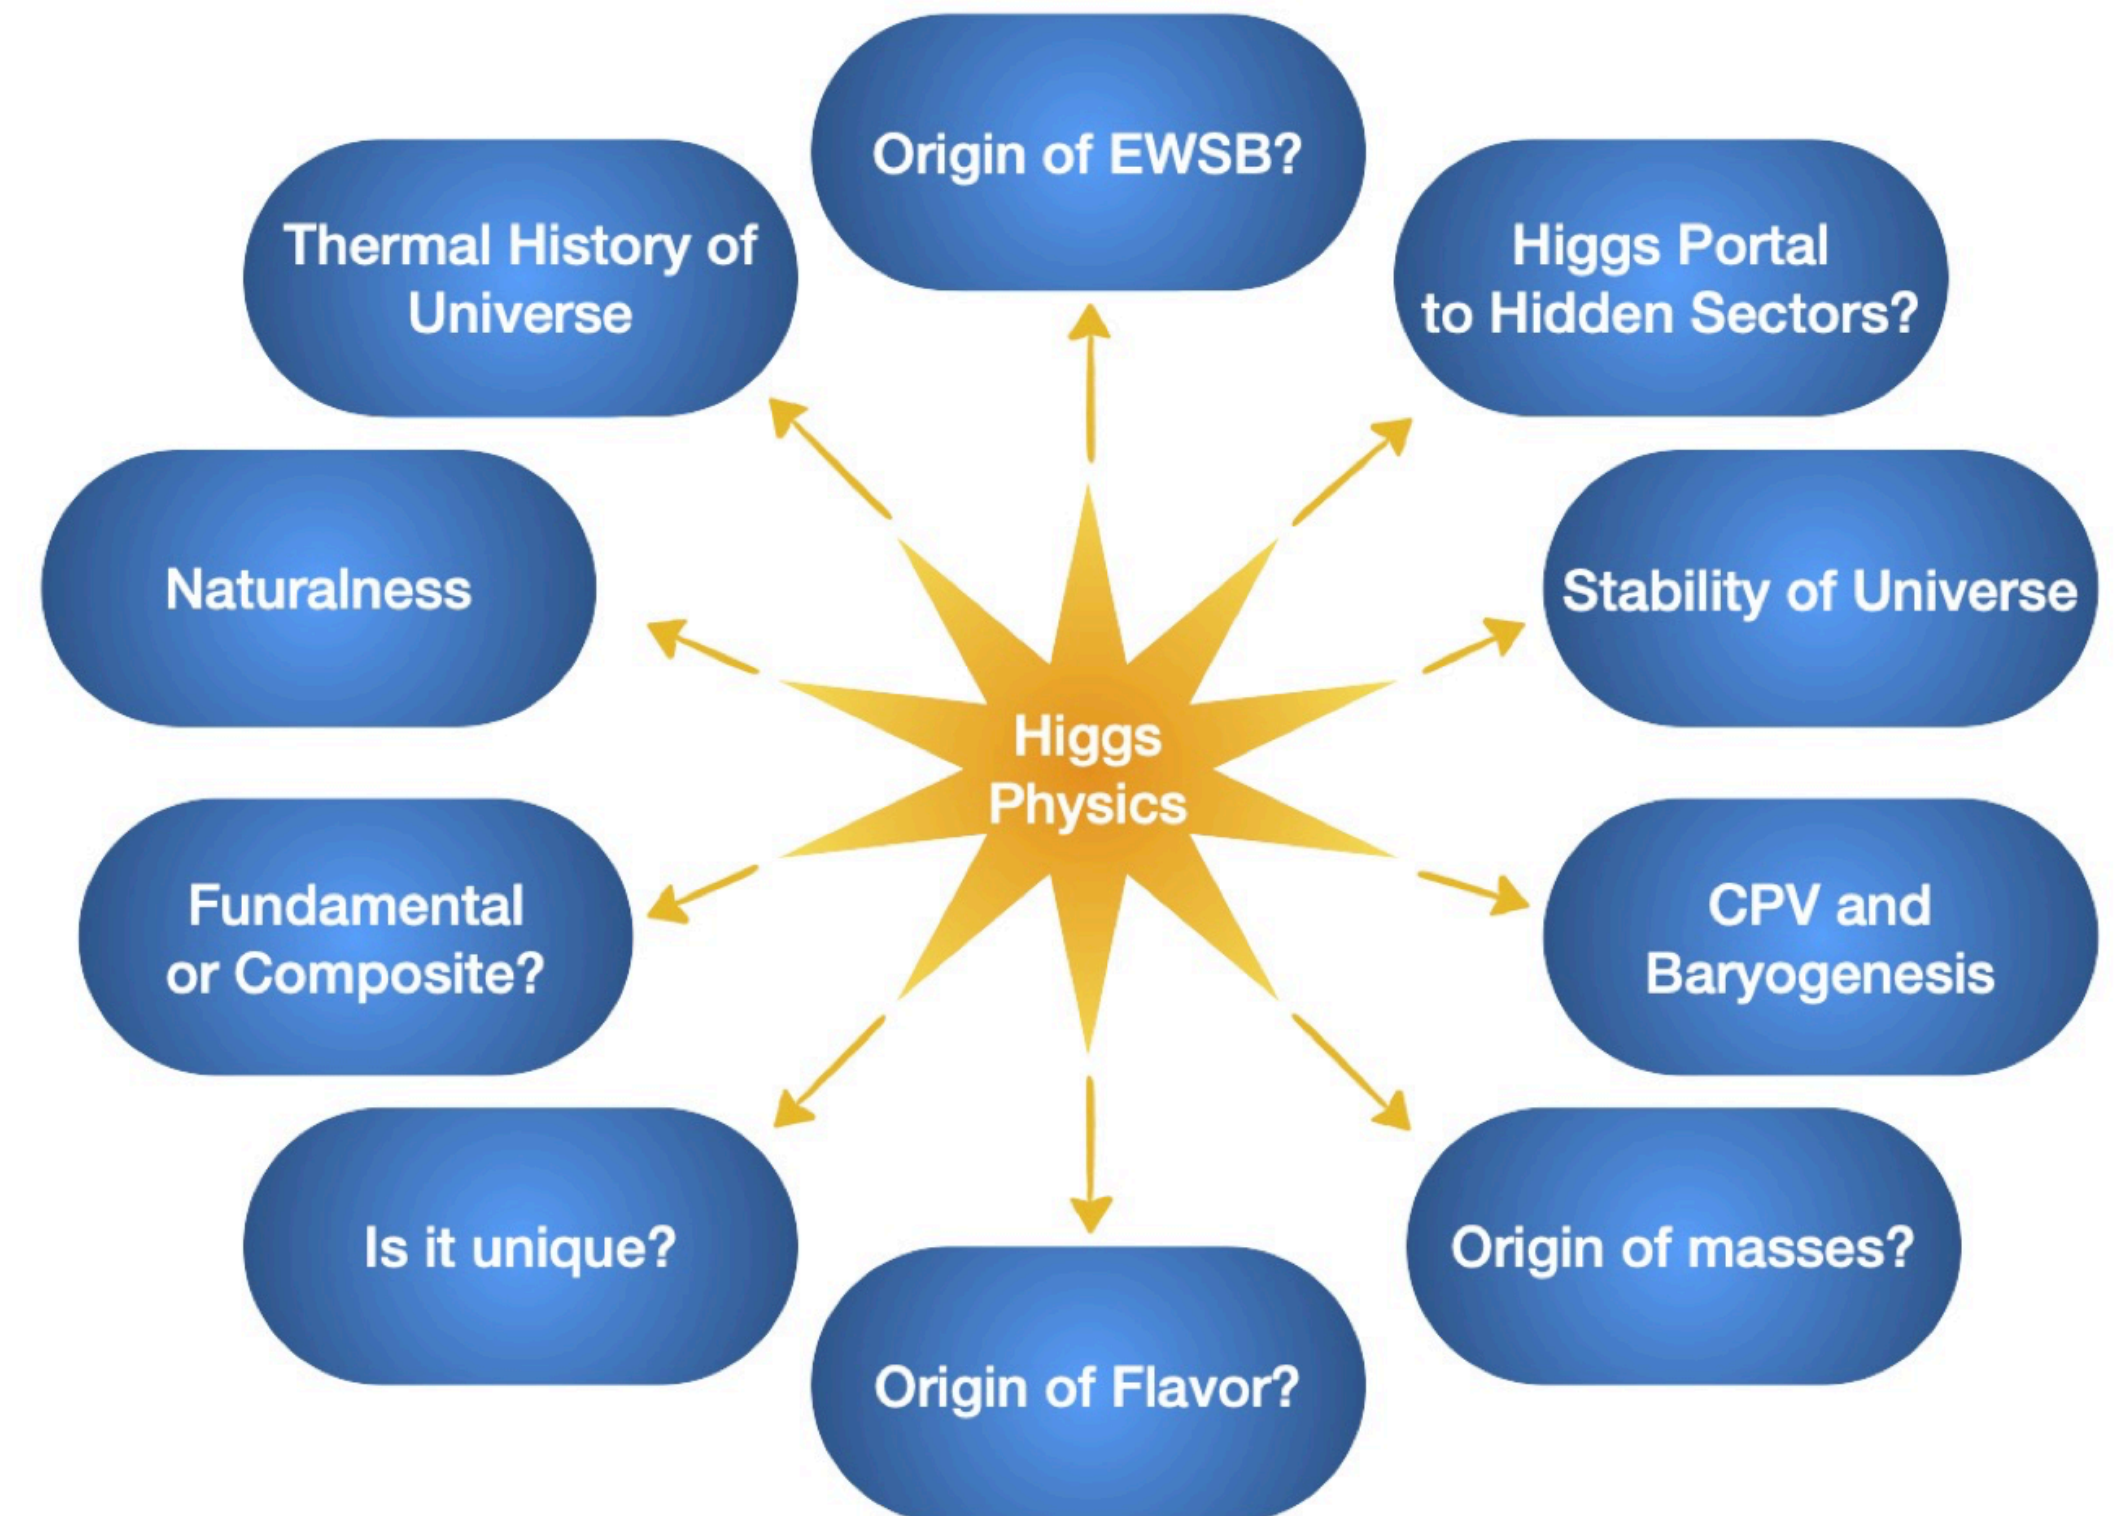 Origin of EWSB?
Thermal History of
Universe
Higgs Portal
to Hidden Sectors?
Naturalness
Stability of Universe
Higgs
Physics
Fundamental
or Composite?
CPV and
Baryogenesis
Is it unique?
Origin of masses?
Origin of Flavor?